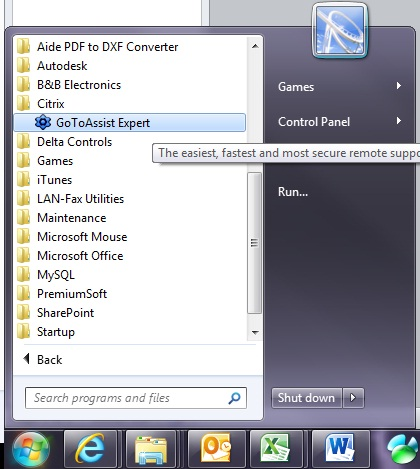 Aide PDF to DXF Converter
Autodesk
B&B Electronics
Citrix
GoToAssist Expert
Delta Controls
The easiest, fastest and most secure remote suppo
Games
iTunes
LAN-Fax Utilities
Maintenance
Microsoft Mouse
Microsoft Office
MySQL
PremiumSoft
SharePoint
Startup
Back
Search programs and files
Games
Control Panel
Run...
Shut down